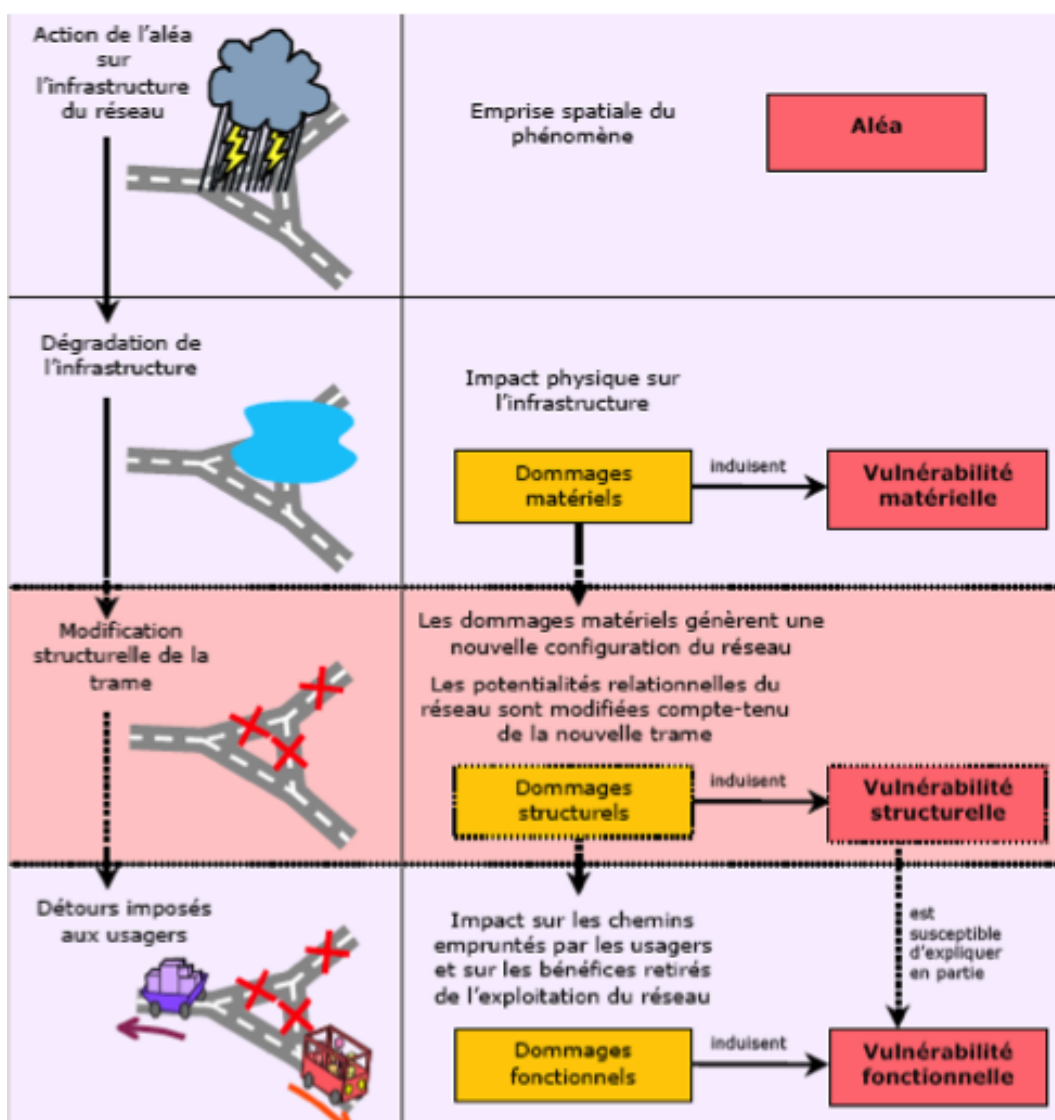 Action de l'aléa
sur
l'infrastructure
du réseau
Emprise spatiale du
phénomène
Aléa
Dégradation de
l'infrastructure
Impact physique sur
l'infrastructure
Dommages
matériels
induisent
Vulnérabilité
matérielle
Modification
structurelle de la
trame
Les dommages matériels génèrent une
nouvelle configuration du réseau
Les potentialités relationnelles du
réseau sont modifiées compte-tenu
de la nouvelle trame
Dommages
structurels
induisent
Vulnérabilité
structurelle
Détours imposés
aux usagers
Impact sur les chemins
empruntés par les usagers
et sur les bénéfices retirés
de l'exploitation du réseau
est
susceptible
d'expliquer
en partie
Dommages
fonctionnels
induisent
Vulnérabilité
fonctionnelle